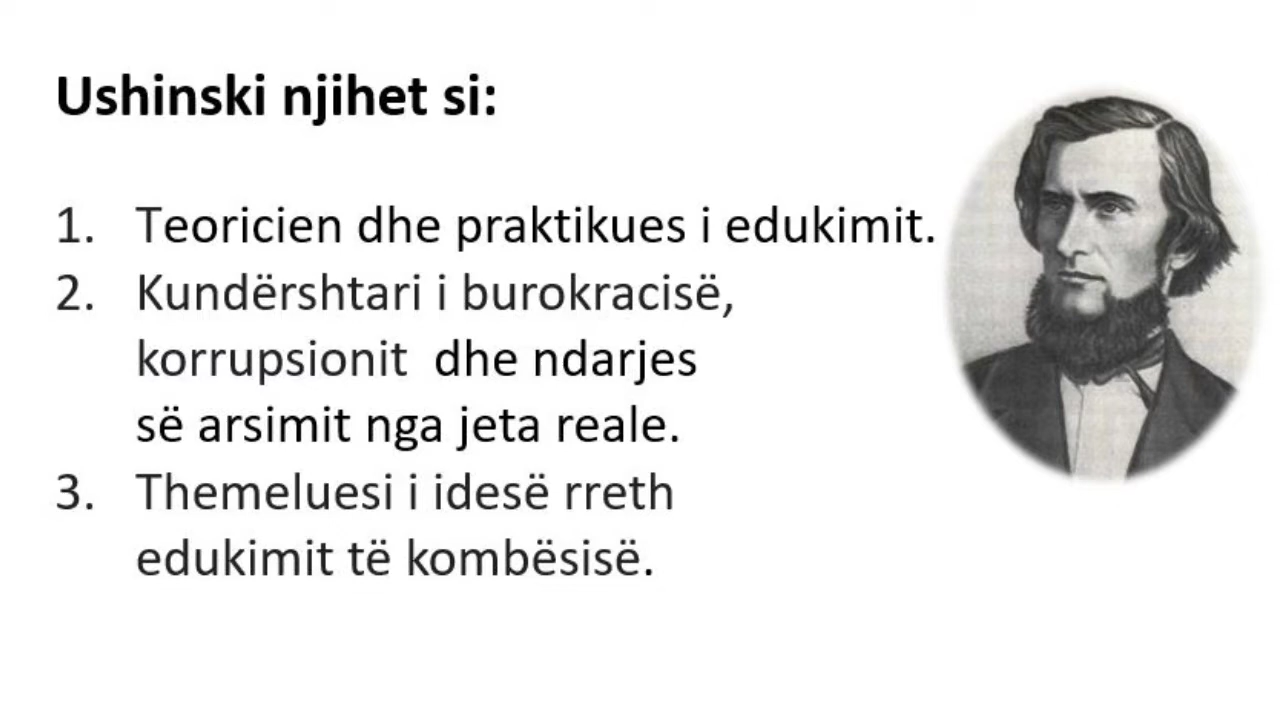 Ushinski njihet si:
1. Teoricien dhe praktikues i edukimit.
2. Kundërshtari i burokracisë,
korrupsionit dhe ndarjes
së arsimit nga jeta reale.
3. Themeluesi i idesë rreth
edukimit të kombësisë.